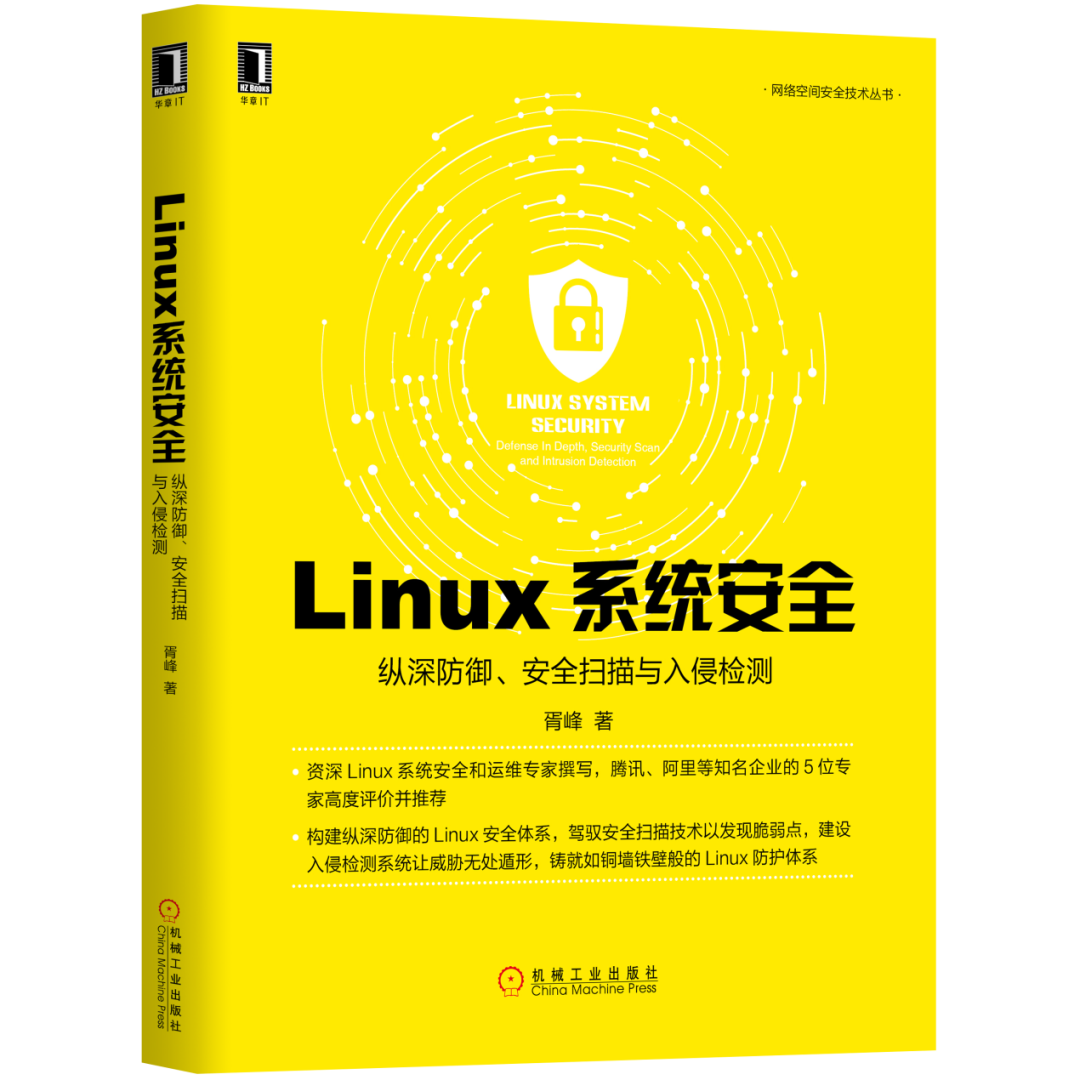 HZ BOOKS
华章IT
Linux系统安全
纵深防御、安全扫描
与入侵检测
胥峰 著
机械工业出版社
China Machine Press
HZ BOOKS
华章IT
·网络空间安全技术丛书·
LINUX SYSTEM
SECURITY
Defense In Depth, Security Scan
and Intrusion Detection
Linux 系统安全
纵深防御、安全扫描与入侵检测
胥峰 著
• 资深 Linux 系统安全和运维专家撰写，腾讯、阿里等知名企业的 5 位专
家高度评价并推荐
• 构建纵深防御的 Linux 安全体系，驾驭安全扫描技术以发现脆弱点，建设
入侵检测系统让威胁无处遁形，铸就如铜墙铁壁般的 Linux 防护体系
机械工业出版社
China Machine Press